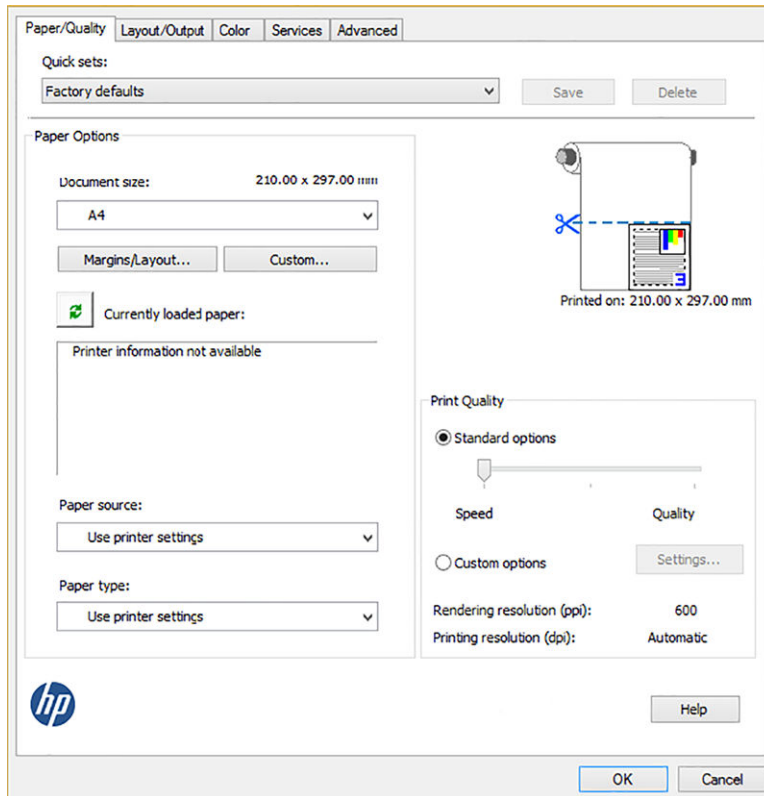 Paper/Quality Layout/Output Color Services Advanced
Quick sets:
Factory defaults
Save
Delete
Paper Options
Document size:
210.00 x 297.00 mm
A4
Margins/Layout...
Custom...
Currently loaded paper:
Printer information not available
Paper source:
Use printer settings
Paper type:
Use printer settings
3
Printed on: 210.00 x 297.00 mm
Print Quality
Standard options
Speed
Quality
Custom options
Settings...
Rendering resolution (ppi): 600
Printing resolution (dpi): Automatic
hp
Help
OK
Cancel